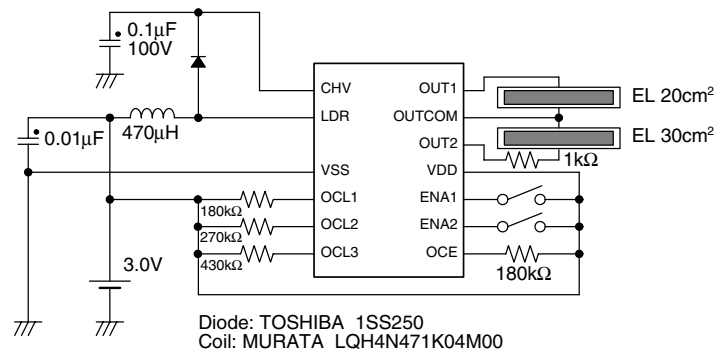 0.1μF
100V
CHV
OUT1
EL 20cm²
LDR
OUTCOM
470μH
0.01μF
OUT2
EL 30cm²
1kΩ
VSS
VDD
OCL1
ENA1
180kΩ
OCL2
ENA2
270kΩ
OCL3
OCE
430kΩ
180kΩ
3.0V
Diode: TOSHIBA 1SS250
Coil: MURATA LQH4N471K04M00